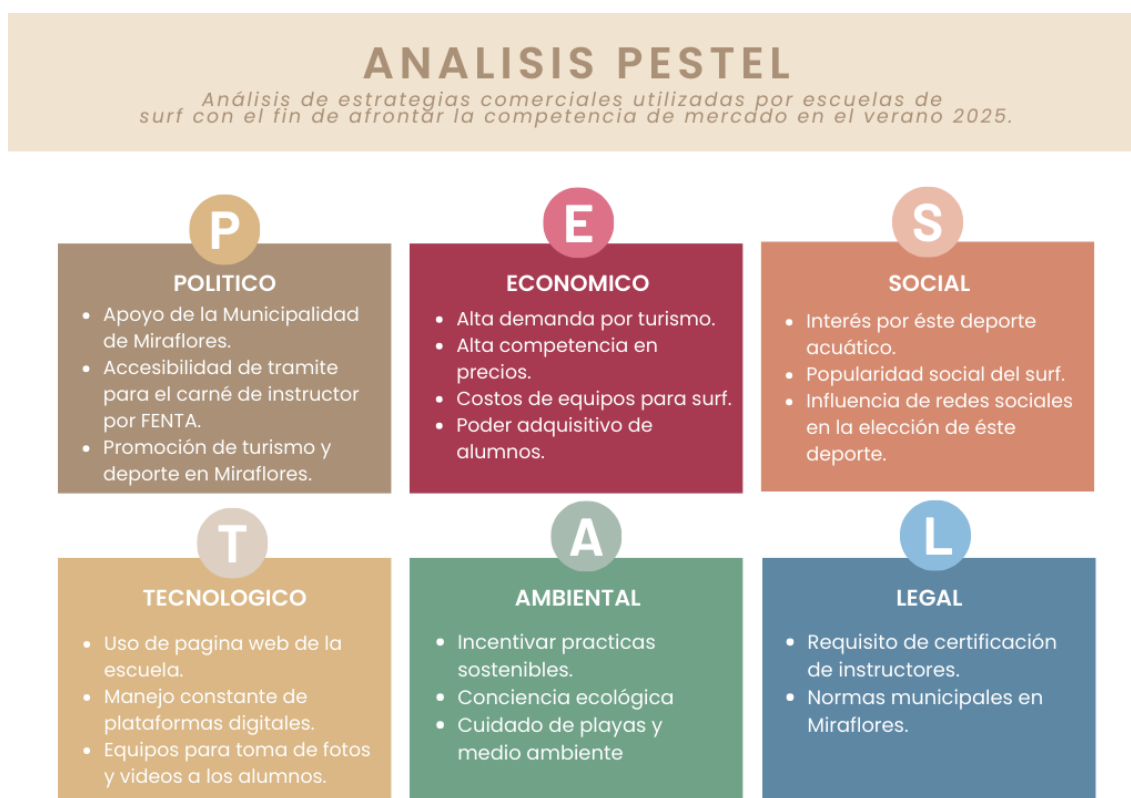 ANALISIS PESTEL
Análisis de estrategias comerciales utilizadas por escuelas de
surf con el fin de afrontar la competencia de mercado en el verano 2025.
P
POLITICO
• Apoyo de la Municipalidad
de Miraflores.
• Accesibilidad de tramite
para el carné de instructor
por FENTA.
• Promoción de turismo y
deporte en Miraflores.
E
ECONOMICO
• Alta demanda por turismo.
• Alta competencia en
precios.
• Costos de equipos para surf.
• Poder adquisitivo de
alumnos.
S
SOCIAL
• Interés por éste deporte
acuático.
• Popularidad social del surf.
• Influencia de redes sociales
en la elección de éste
deporte.
T
TECNOLOGICO
• Uso de pagina web de la
escuela.
• Manejo constante de
plataformas digitales.
• Equipos para toma de fotos
y videos a los alumnos.
A
AMBIENTAL
• Incentivar practicas
sostenibles.
• Conciencia ecológica
• Cuidado de playas y
medio ambiente
L
LEGAL
• Requisito de certificación
de instructores.
• Normas municipales en
Miraflores.